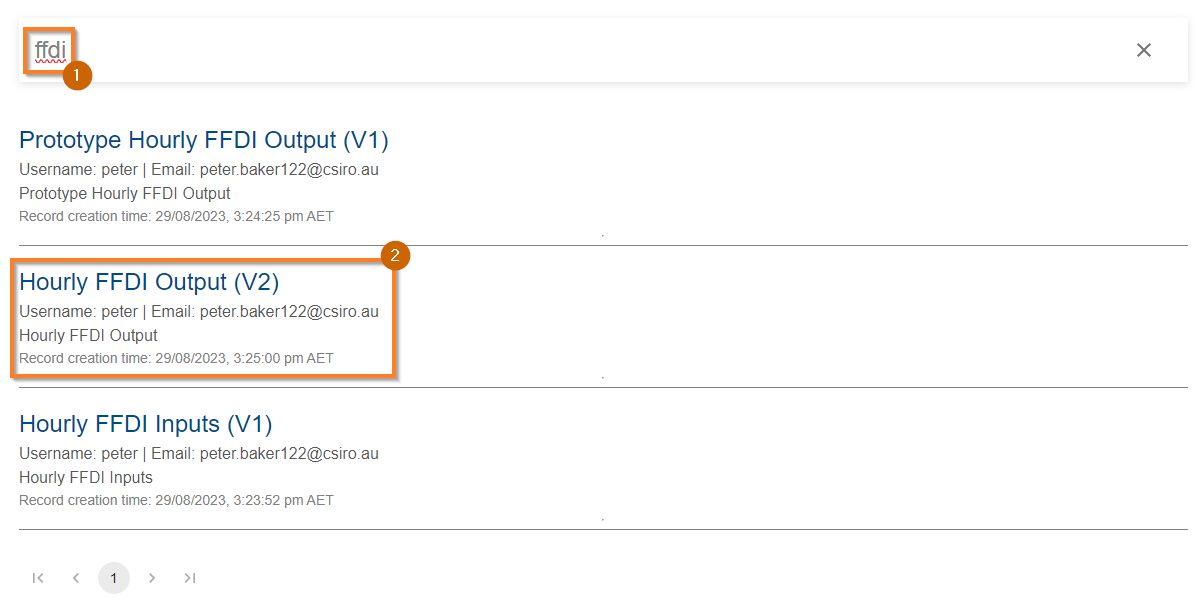 ffdi
1
Prototype Hourly FFDI Output (V1)
Username: peter | Email: peter.baker122@csiro.au
Prototype Hourly FFDI Output
Record creation time: 29/08/2023, 3:24:25 pm AET
2
Hourly FFDI Output (V2)
Username: peter | Email: peter.baker122@csiro.au
Hourly FFDI Output
Record creation time: 29/08/2023, 3:25:00 pm AET
Hourly FFDI Inputs (V1)
Username: peter | Email: peter.baker122@csiro.au
Hourly FFDI Inputs
Record creation time: 29/08/2023, 3:23:52 pm AET
1